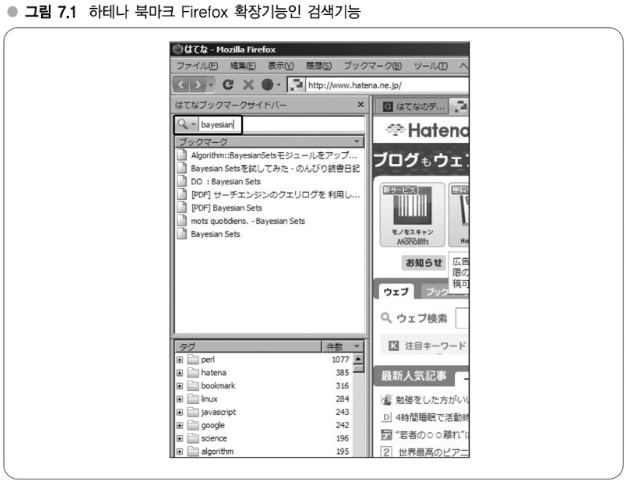 그림 7.1 하테나 북마크 Firefox 확장기능인 검색기능
はてな - Mozilla Firefox
ファイル(F) 編集(E) 表示(V) 履歴(S) ブックマーク(B) ツール(T) ヘ
http://www.hatena.ne.jp/
はてなブックマークサイドバー ×
はてなのデ...
bayesian
Hatena
ブックマーク
Algorithm::BayesianSetsモジュールをアップ...
Bayesian Setsを試してみた - のんびり読書日記
DO : Bayesian Sets
[PDF] サーチエンジンのクエリログを 利用し...
[PDF] Bayesian Sets
mots quotidiens. - Bayesian Sets
Bayesian Sets
ブログもウェ
新サービス
モノモスキャン
Monolith
お知らせ
広告
限の
稿可
ウェブ ブック
ウェブ検索
K 注目キーワード
最新人気記事
勉強をした方がい
4時間睡眠で活動時
"若者の○○離れ"
2 世界最高のピアニ
タグ 件数
perl 1077
hatena 385
bookmark 316
linux 284
javascript 243
google 242
science 196
algorithm 195